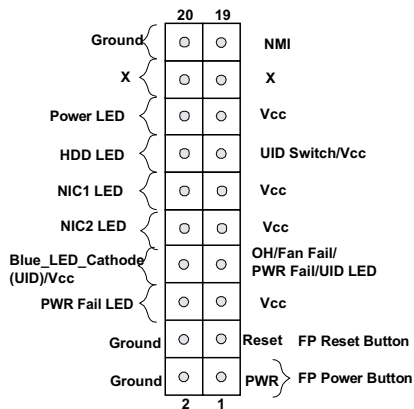 20 19
Ground NMI
X X
Power LED Vcc
HDD LED UID Switch/Vcc
NIC1 LED Vcc
NIC2 LED Vcc
Blue_LED_Cathode
(UID)/Vcc
OH/Fan Fail/
PWR Fail/UID LED
PWR Fail LED Vcc
Ground Reset FP Reset Button
Ground PWR FP Power Button
2 1